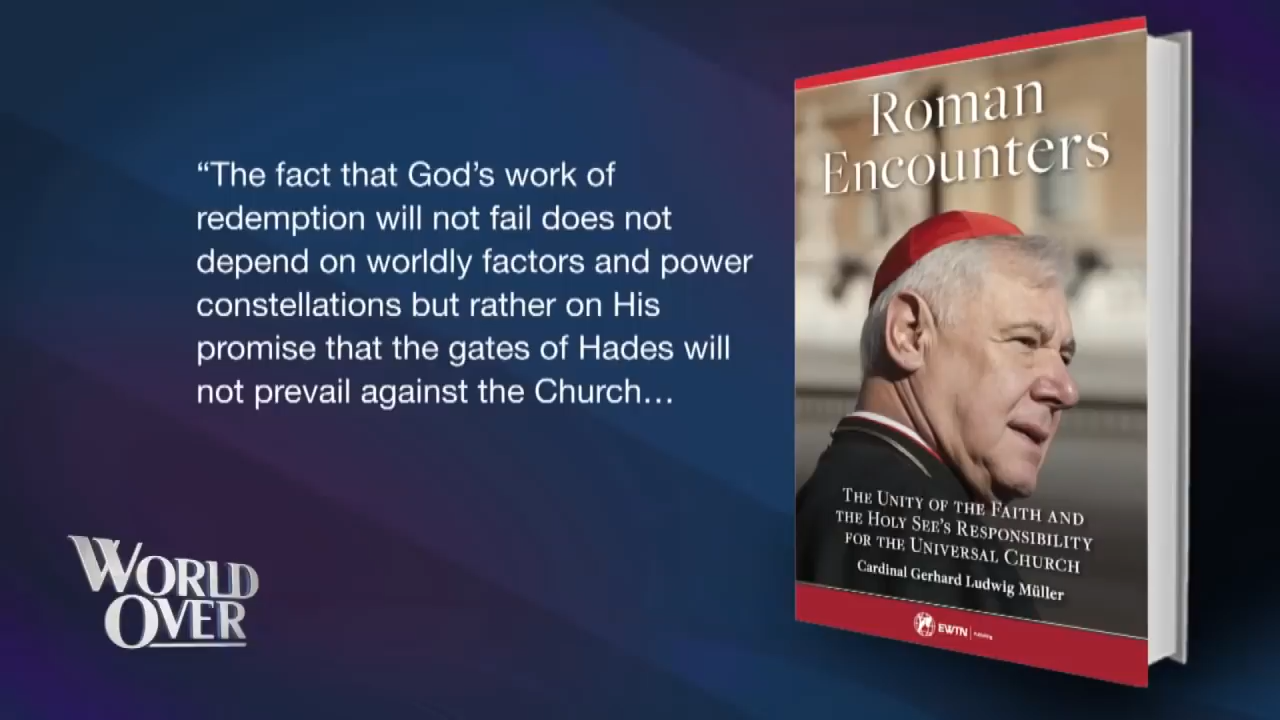 “The fact that God’s work of
redemption will not fail does not
depend on worldly factors and power
constellations but rather on His
promise that the gates of Hades will
not prevail against the Church…
WORLD
OVER
Roman
Encounters
THE UNITY OF THE FAITH AND
THE HOLY SEE’S RESPONSIBILITY
FOR THE UNIVERSAL CHURCH
Cardinal Gerhard Ludwig Müller
EWTN